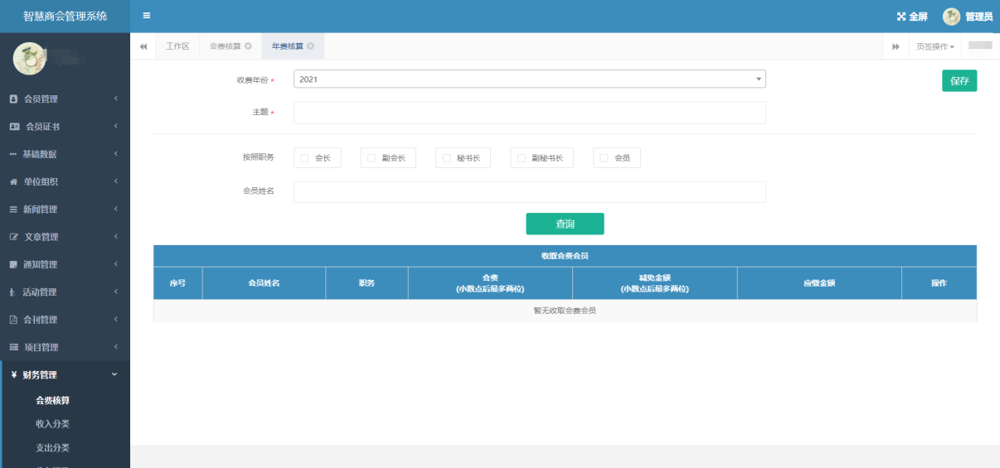 智慧商会管理系统
全屏
管理员
工作区
会费核算
年费核算
页签操作
会员管理
会员证书
基础数据
单位组织
新闻管理
文章管理
通知管理
活动管理
会刊管理
项目管理
¥ 财务管理
会费核算
收入分类
支出分类
收费年份 *
2021
保存
主题 *
按照职务
会长
副会长
秘书长
副秘书长
会员
会员姓名
查询
收取会费会员
序号
会员姓名
职务
会费
(小数点后最多两位)
减免金额
(小数点后最多两位)
应缴金额
操作
暂无收取会费会员